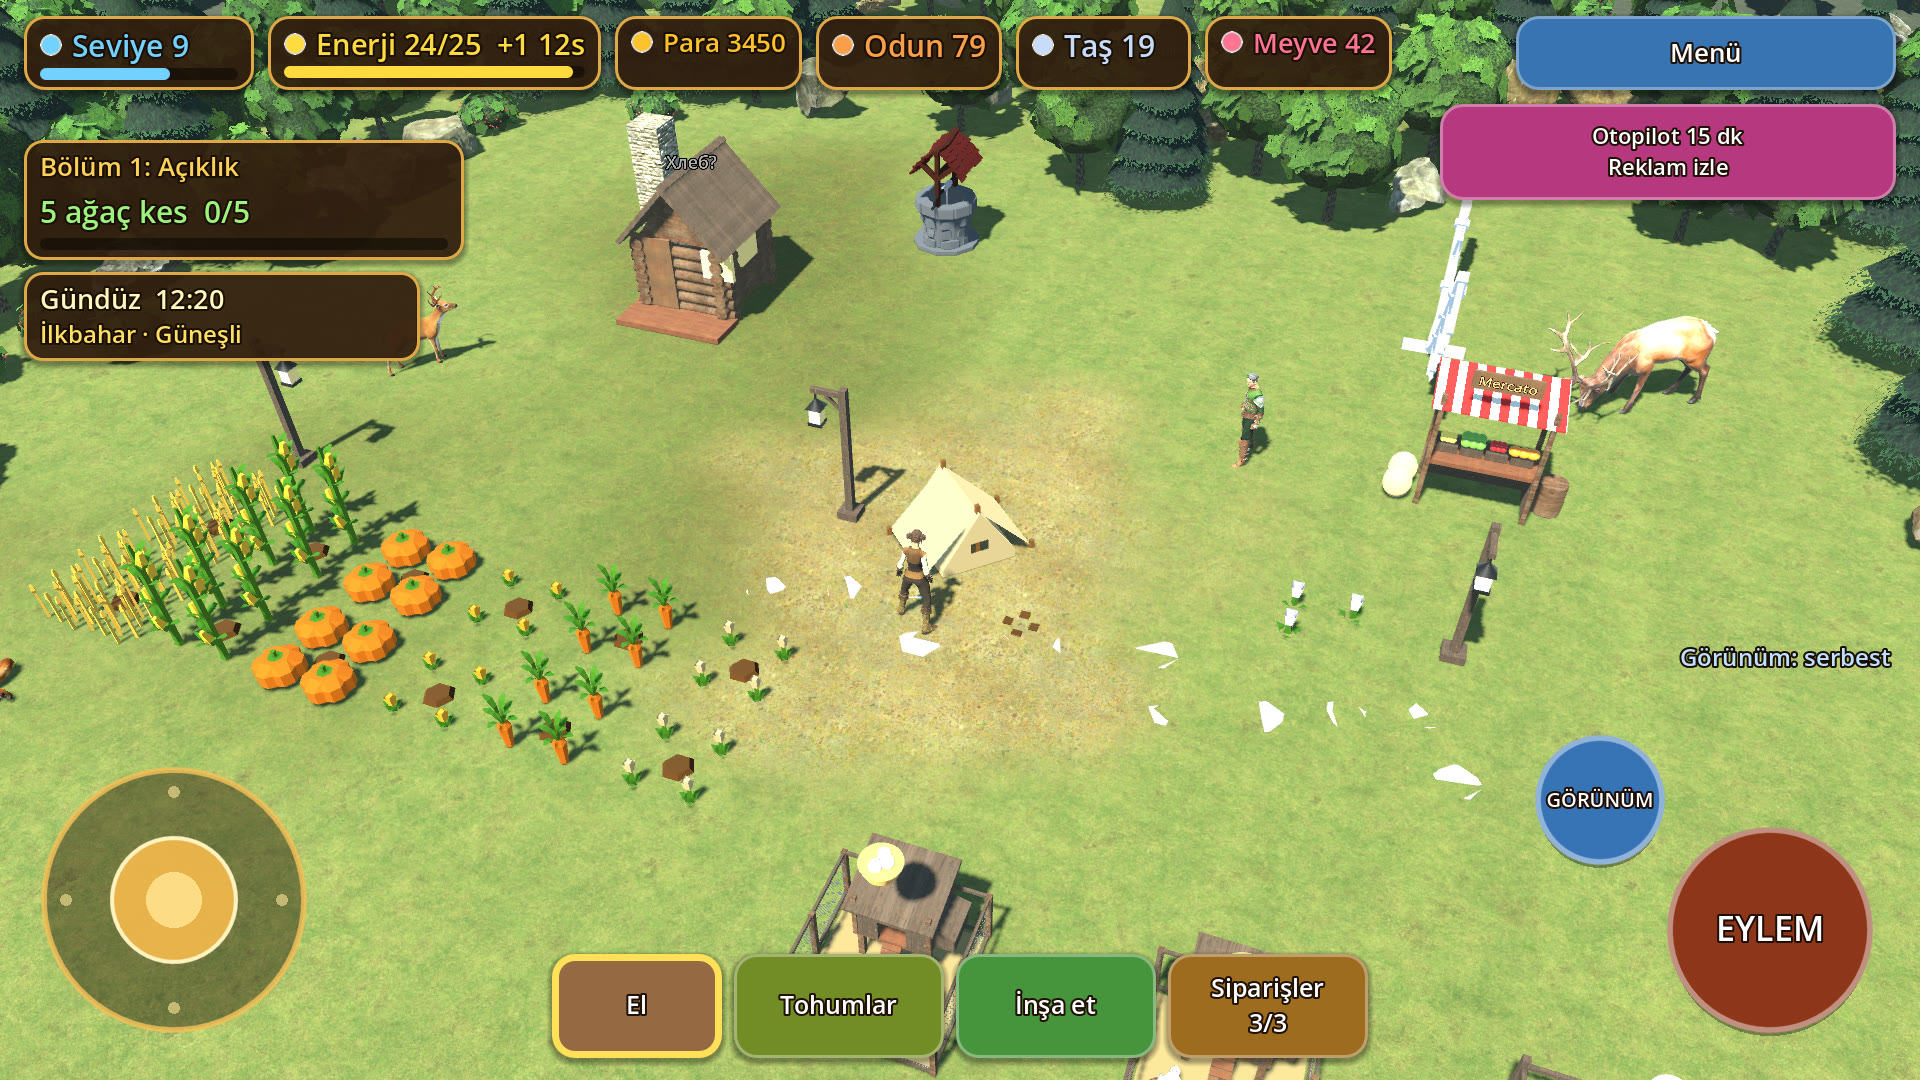 Seviye 9
Enerji 24/25 +1 12s
Para 3450
Odun 79
Taş 19
Meyve 42
Menü
Otopilot 15 dk
Reklam izle
Bölüm 1: Açıklık
5 ağaç kes 0/5
Gündüz 12:20
İlkbahar · Güneşli
Хлеб?
Mercato
Görünüm: serbest
GÖRÜNÜM
EYLEM
El
Tohumlar
İnşa et
Siparişler
3/3